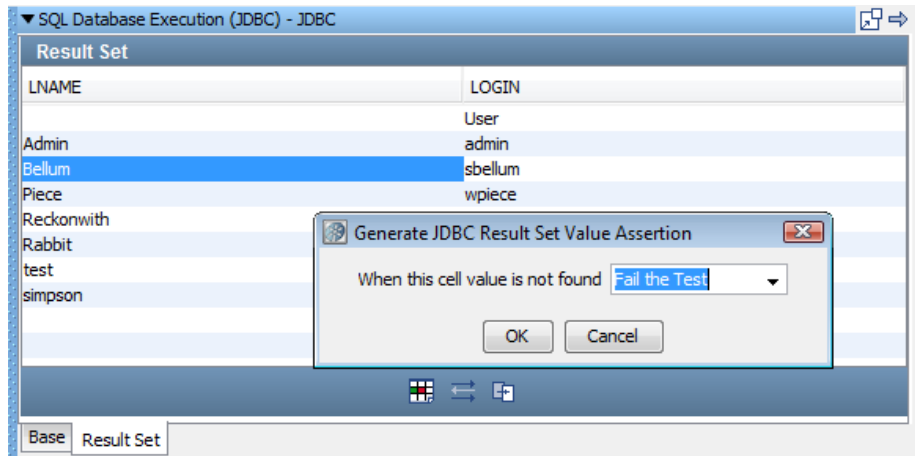 SQL Database Execution (JDBC) - JDBC
Result Set
LNAME LOGIN
User
Admin admin
Bellum sbellum
Piece wpiece
Reckonwith
Rabbit
test
simpson
Generate JDBC Result Set Value Assertion
When this cell value is not found Fail the Test
OK Cancel
Base Result Set